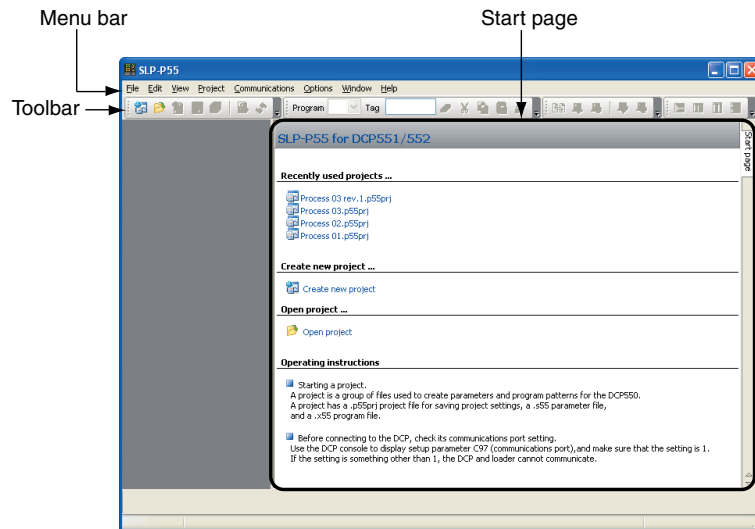 Menu bar
Start page
SLP-P55
File Edit View Project Communications Options Window Help
Toolbar
Program Tag
Start page
SLP-P55 for DCP551/552
Recently used projects ...
Process 03 rev.1.p55prj
Process 03.p55prj
Process 02.p55prj
Process 01.p55prj
Create new project ...
Create new project
Open project ...
Open project
Operating instructions
Starting a project.
A project is a group of files used to create parameters and program patterns for the DCP550.
A project has a .p55prj project file for saving project settings, a .s55 parameter file,
and a .x55 program file.
Before connecting to the DCP, check its communications port setting.
Use the DCP console to display setup parameter C97 (communications port),and make sure that the setting is 1.
If the setting is something other than 1, the DCP and loader cannot communicate.